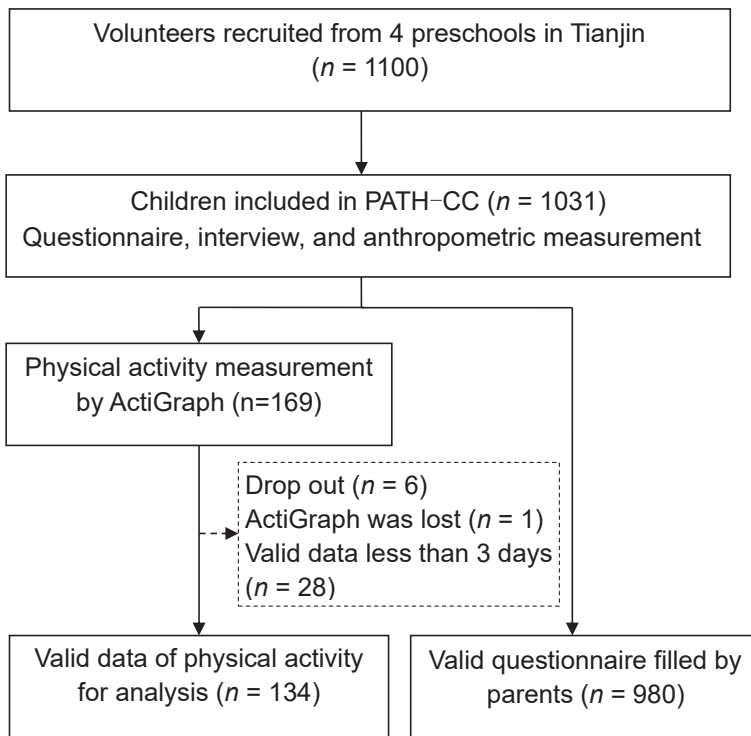 Volunteers recruited from 4 preschools in Tianjin
(n = 1100)
Children included in PATH−CC (n = 1031)
Questionnaire, interview, and anthropometric measurement
Physical activity measurement
by ActiGraph (n=169)
Drop out (n = 6)
ActiGraph was lost (n = 1)
Valid data less than 3 days
(n = 28)
Valid data of physical activity
for analysis (n = 134)
Valid questionnaire filled by
parents (n = 980)